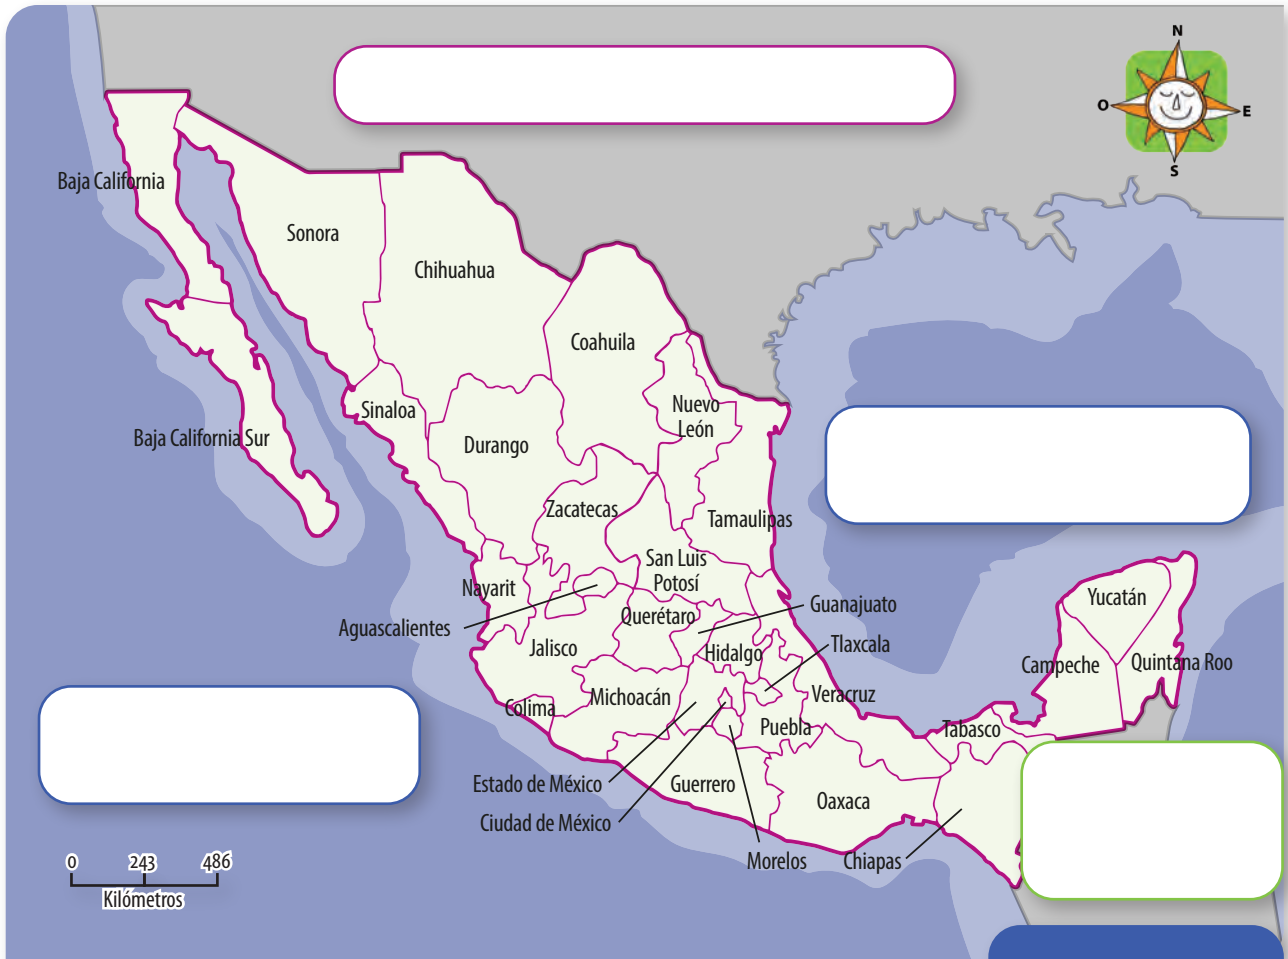 N
O
E
S
Baja California
Sonora
Chihuahua
Coahuila
Sinaloa
Nuevo
León
Baja California Sur
Durango
Zacatecas
Tamaulipas
San Luis
Potosí
Nayarit
Yucatán
Guanajuato
Querétaro
Aguascalientes
Tlaxcala
Jalisco
Hidalgo
Campeche
Quintana Roo
Michoacán
Veracruz
Colima
Puebla
Tabasco
Estado de México
Guerrero
Oaxaca
Ciudad de México
Morelos
Chiapas
0
243
486
Kilómetros